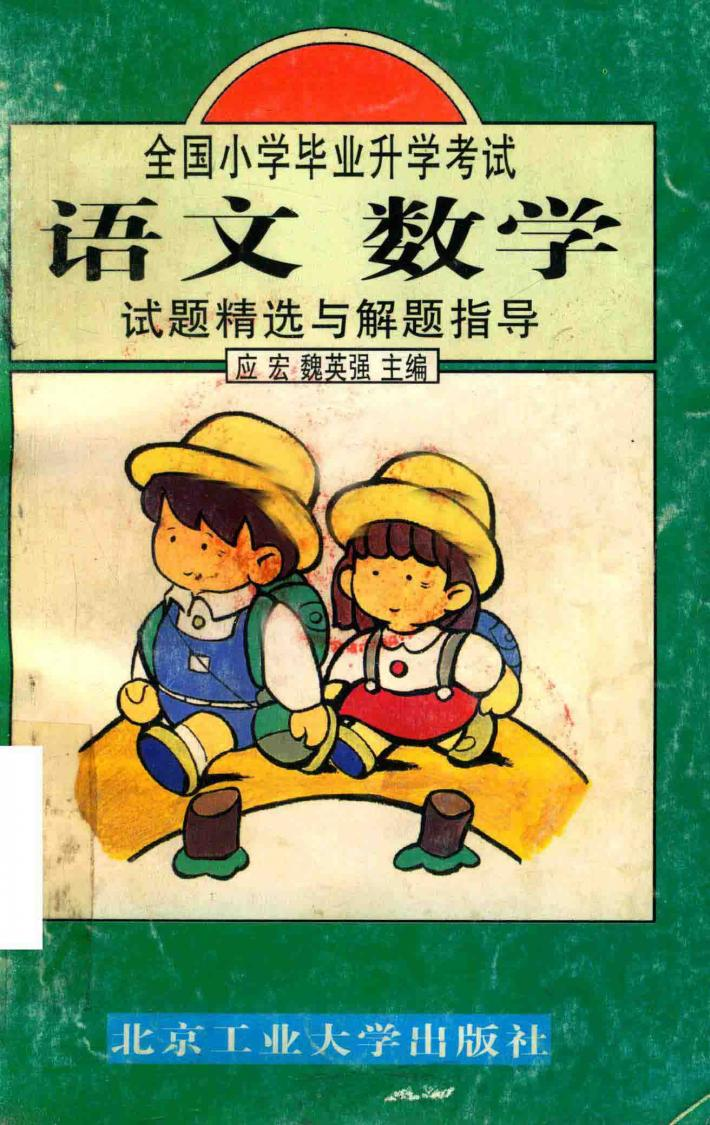 全国小学毕业升学考试
语文 数学
试题精选与解题指导
应 宏 魏英强 主编
北京工业大学出版社